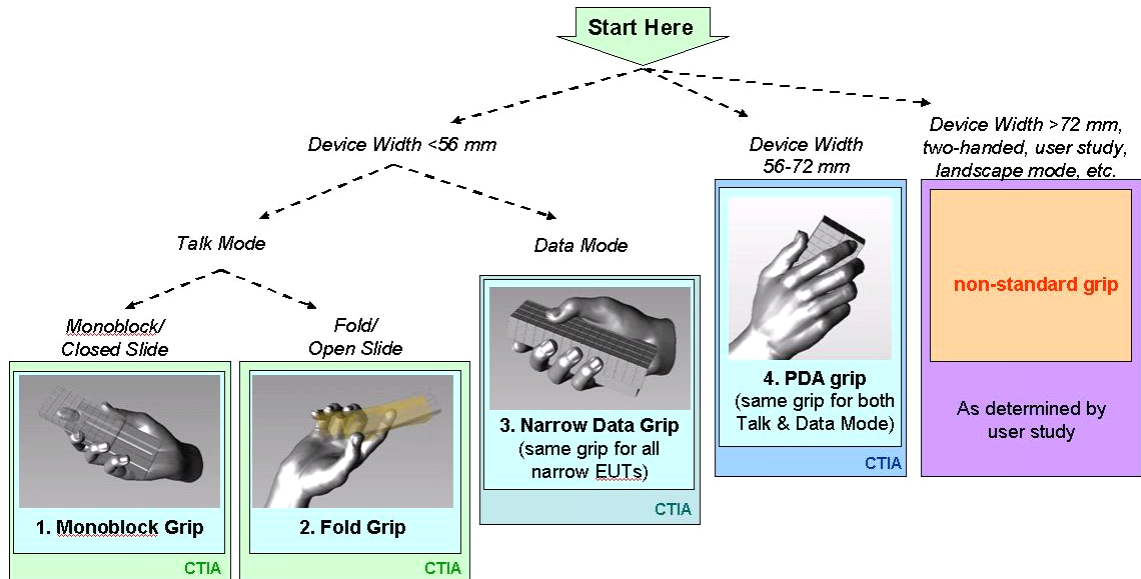 Start Here
Device Width <56 mm
Device Width
56-72 mm
Device Width >72 mm,
two-handed, user study,
landscape mode, etc.
Talk Mode
Data Mode
Monoblock/
Closed Slide
Fold/
Open Slide
1. Monoblock Grip
CTIA
2. Fold Grip
CTIA
3. Narrow Data Grip
(same grip for all
narrow EUTs)
CTIA
4. PDA grip
(same grip for both
Talk & Data Mode)
CTIA
non-standard grip
As determined by
user study